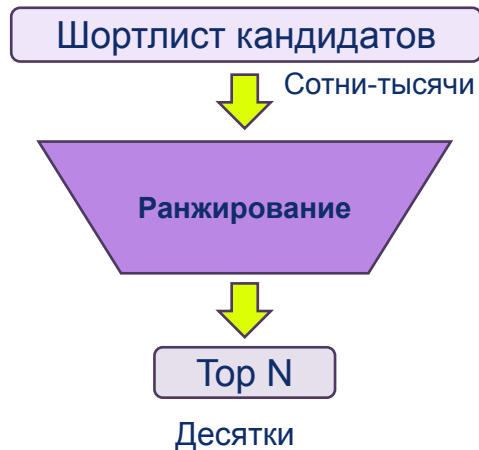 Шортлист кандидатов
Сотни-тысячи
Ранжирование
Top N
Десятки